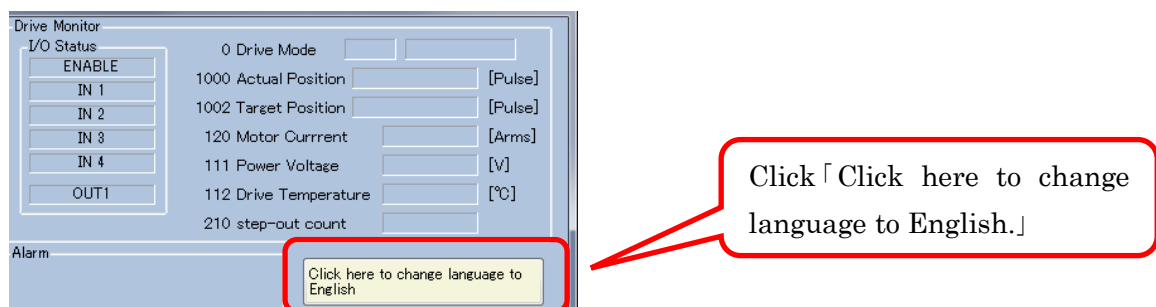 Drive Monitor
I/O Status
ENABLE
IN 1
IN 2
IN 3
IN 4
OUT1
0 Drive Mode
1000 Actual Position [Pulse]
1002 Target Position [Pulse]
120 Motor Currrent [Arms]
111 Power Voltage [V]
112 Drive Temperature [℃]
210 step-out count
Alarm
Click here to change language to
English
Click「Click here to change
language to English.」